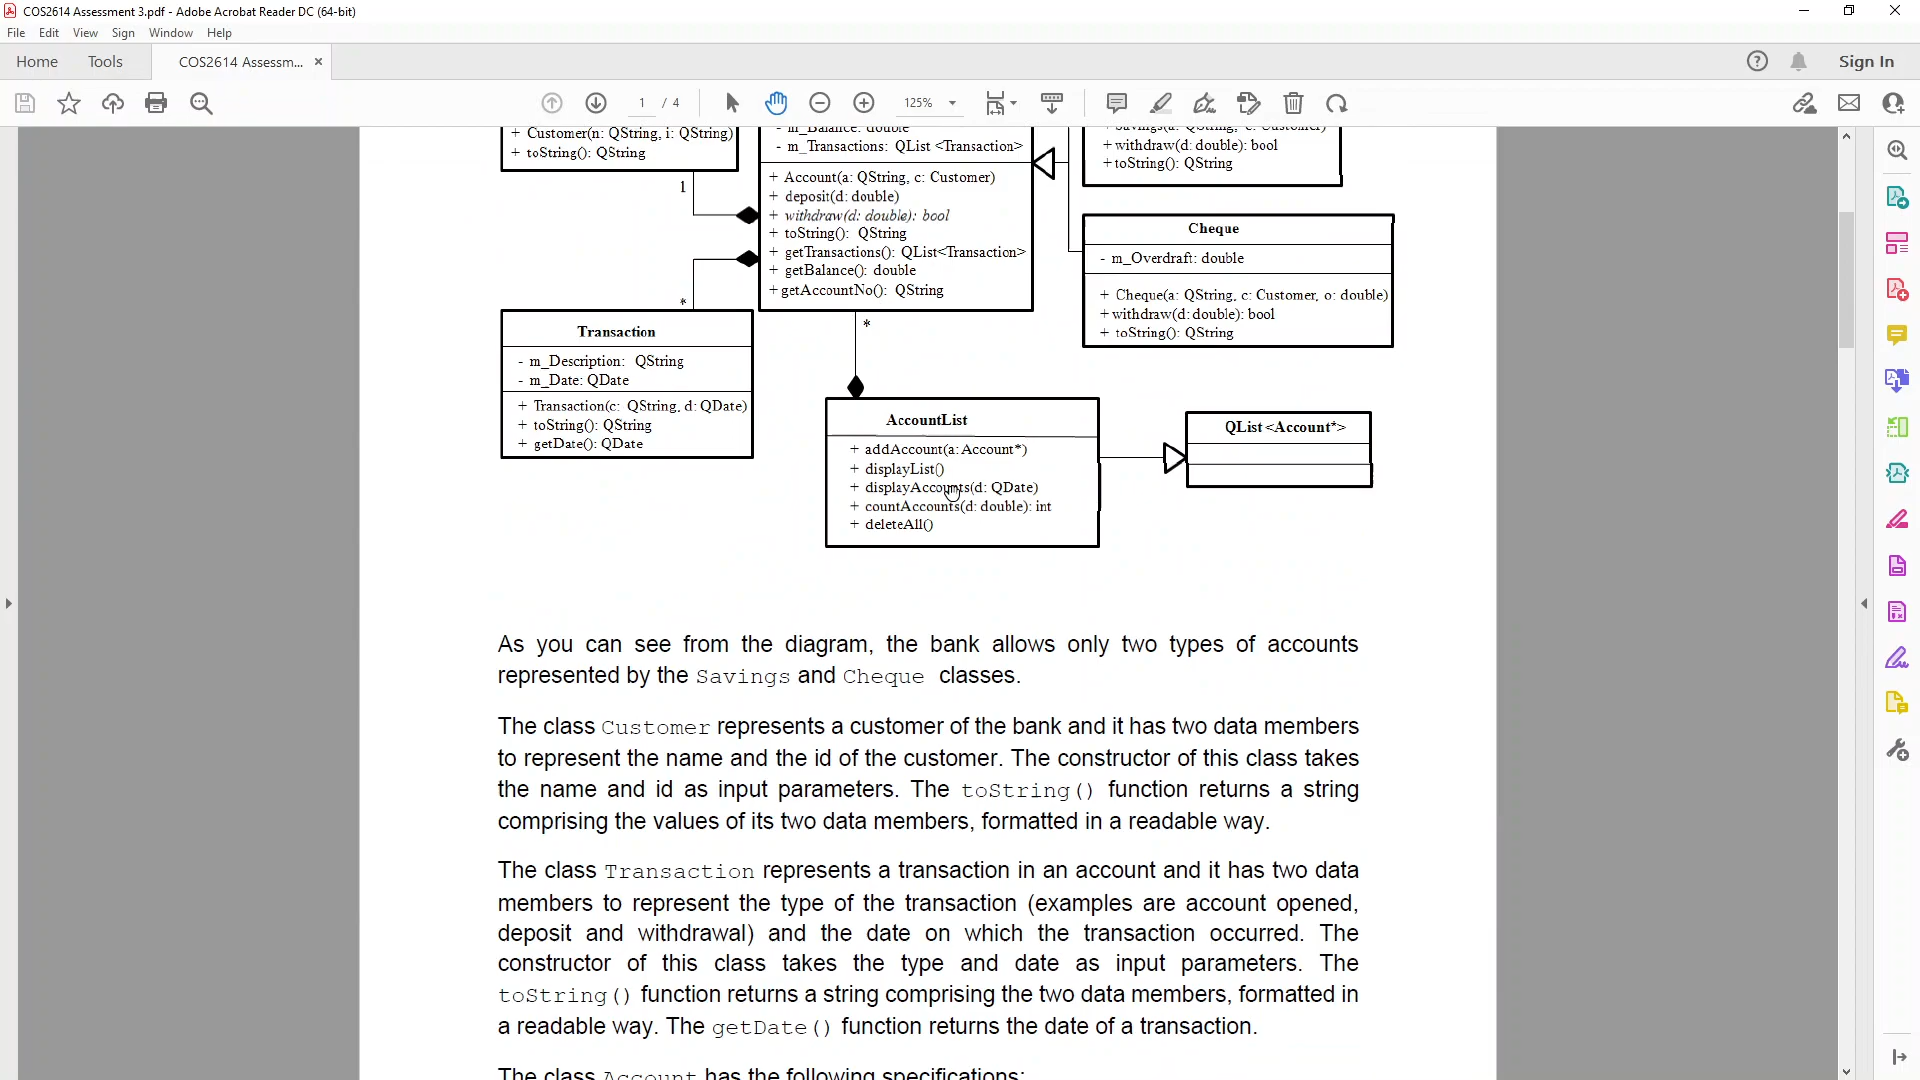 COS2614 Assessment 3.pdf - Adobe Acrobat Reader DC (64-bit)
File Edit View Sign Window Help
Home Tools COS2614 Assessm... × Sign In
1 / 4 125%
+ Customer(n: QString, i: QString)
+ toString(): QString
1
- m_Balance: double
- m_Transactions: QList <Transaction>
+ Account(a: QString, c: Customer)
+ deposit(d: double)
+ withdraw(d: double): bool
+ toString(): QString
+ getTransactions(): QList<Transaction>
+ getBalance(): double
+getAccountNo(): QString
+ Savings(a: QString, c: Customer)
+withdraw(d: double): bool
+toString(): QString
Cheque
- m_Overdraft: double
+ Cheque(a: QString, c: Customer, o: double)
+withdraw(d: double): bool
+ toString(): QString
*
Transaction
- m_Description: QString
- m_Date: QDate
+ Transaction(c: QString, d: QDate)
+ toString(): QString
+ getDate(): QDate
*
AccountList
+ addAccount(a: Account*)
+ displayList()
+ displayAccounts(d: QDate)
+ countAccounts(d: double): int
+ deleteAll()
QList <Account*>
As you can see from the diagram, the bank allows only two types of accounts
represented by the Savings and Cheque classes.
The class Customer represents a customer of the bank and it has two data members
to represent the name and the id of the customer. The constructor of this class takes
the name and id as input parameters. The toString() function returns a string
comprising the values of its two data members, formatted in a readable way.
The class Transaction represents a transaction in an account and it has two data
members to represent the type of the transaction (examples are account opened,
deposit and withdrawal) and the date on which the transaction occurred. The
constructor of this class takes the type and date as input parameters. The
toString() function returns a string comprising the two data members, formatted in
a readable way. The getDate() function returns the date of a transaction.
The class Account has the following specifications: